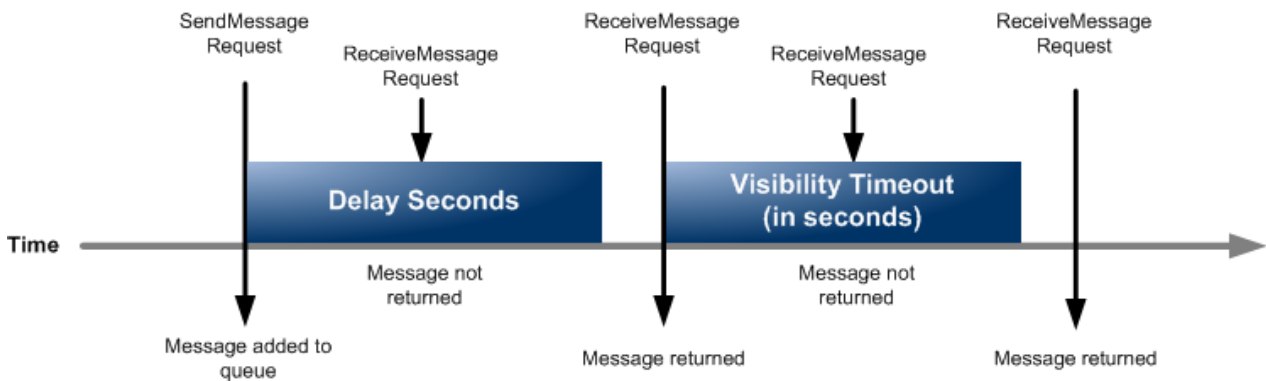 SendMessage
Request
ReceiveMessage
Request
ReceiveMessage
Request
ReceiveMessage
Request
ReceiveMessage
Request
Delay Seconds
Visibility Timeout
(in seconds)
Time
Message not
returned
Message not
returned
Message added to
queue
Message returned
Message returned